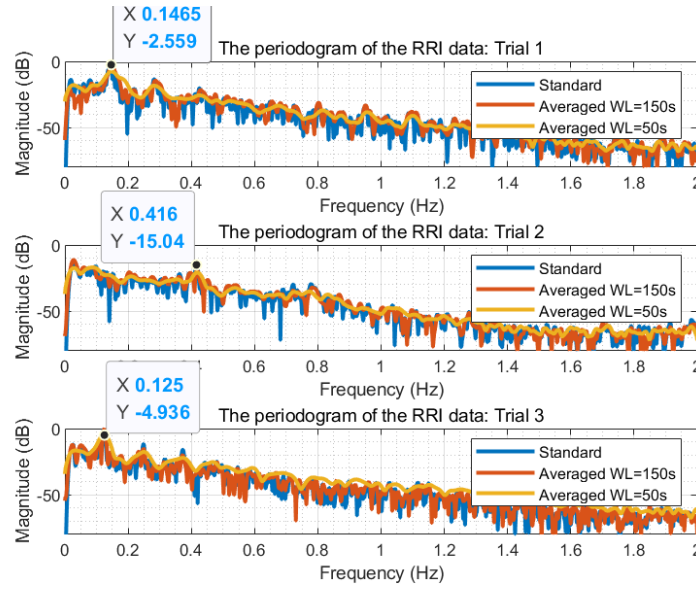 X 0.1465
Y -2.559
The periodogram of the RRI data: Trial 1
Magnitude (dB)
0
-50
Standard
Averaged WL=150s
Averaged WL=50s
0 0.2 0.4 0.6 0.8 1 1.2 1.4 1.6 1.8 2
Frequency (Hz)
X 0.416
Y -15.04
The periodogram of the RRI data: Trial 2
Magnitude (dB)
0
-50
Standard
Averaged WL=150s
Averaged WL=50s
0 0.8 1 1.2 1.4 1.6 1.8 2
Frequency (Hz)
X 0.125
Y -4.936
The periodogram of the RRI data: Trial 3
Magnitude (dB)
0
-50
Standard
Averaged WL=150s
Averaged WL=50s
0 0.2 0.4 0.6 0.8 1 1.2 1.4 1.6 1.8 2
Frequency (Hz)